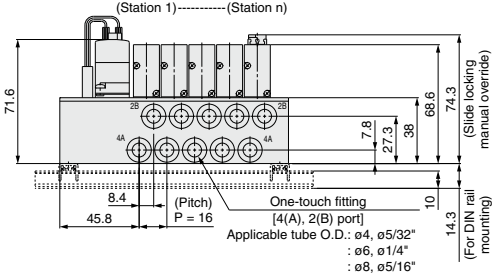 (Station 1)-----------(Station n)
71.6
2B
2B
4A
4A
7.8
27.3
38
68.6
74.3
(Slide locking
manual override)
8.4
45.8
(Pitch)
P = 16
One-touch fitting
[4(A), 2(B) port]
Applicable tube O.D.: ø4, ø5/32"
: ø6, ø1/4"
: ø8, ø5/16"
10
14.3
(For DIN rail
mounting)